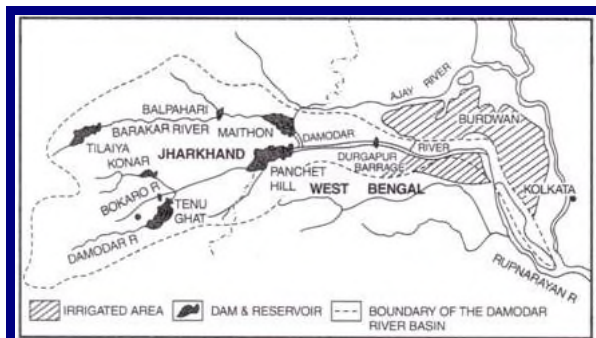 AJAY RIVER
BALPAHARI
BURDWAN
BARAKAR RIVER
MAITHON
DAMODAR
RIVER
TILAIYA
JHARKHAND
KONAR
DURGAPUR
BARRAGE
PANCHET
HILL
WEST BENGAL
KOLKATA
BOKARO R
TENU
GHAT
DAMODAR R
RUPNARAYAN R
IRRIGATED AREA
DAM & RESERVOIR
BOUNDARY OF THE DAMODAR
RIVER BASIN